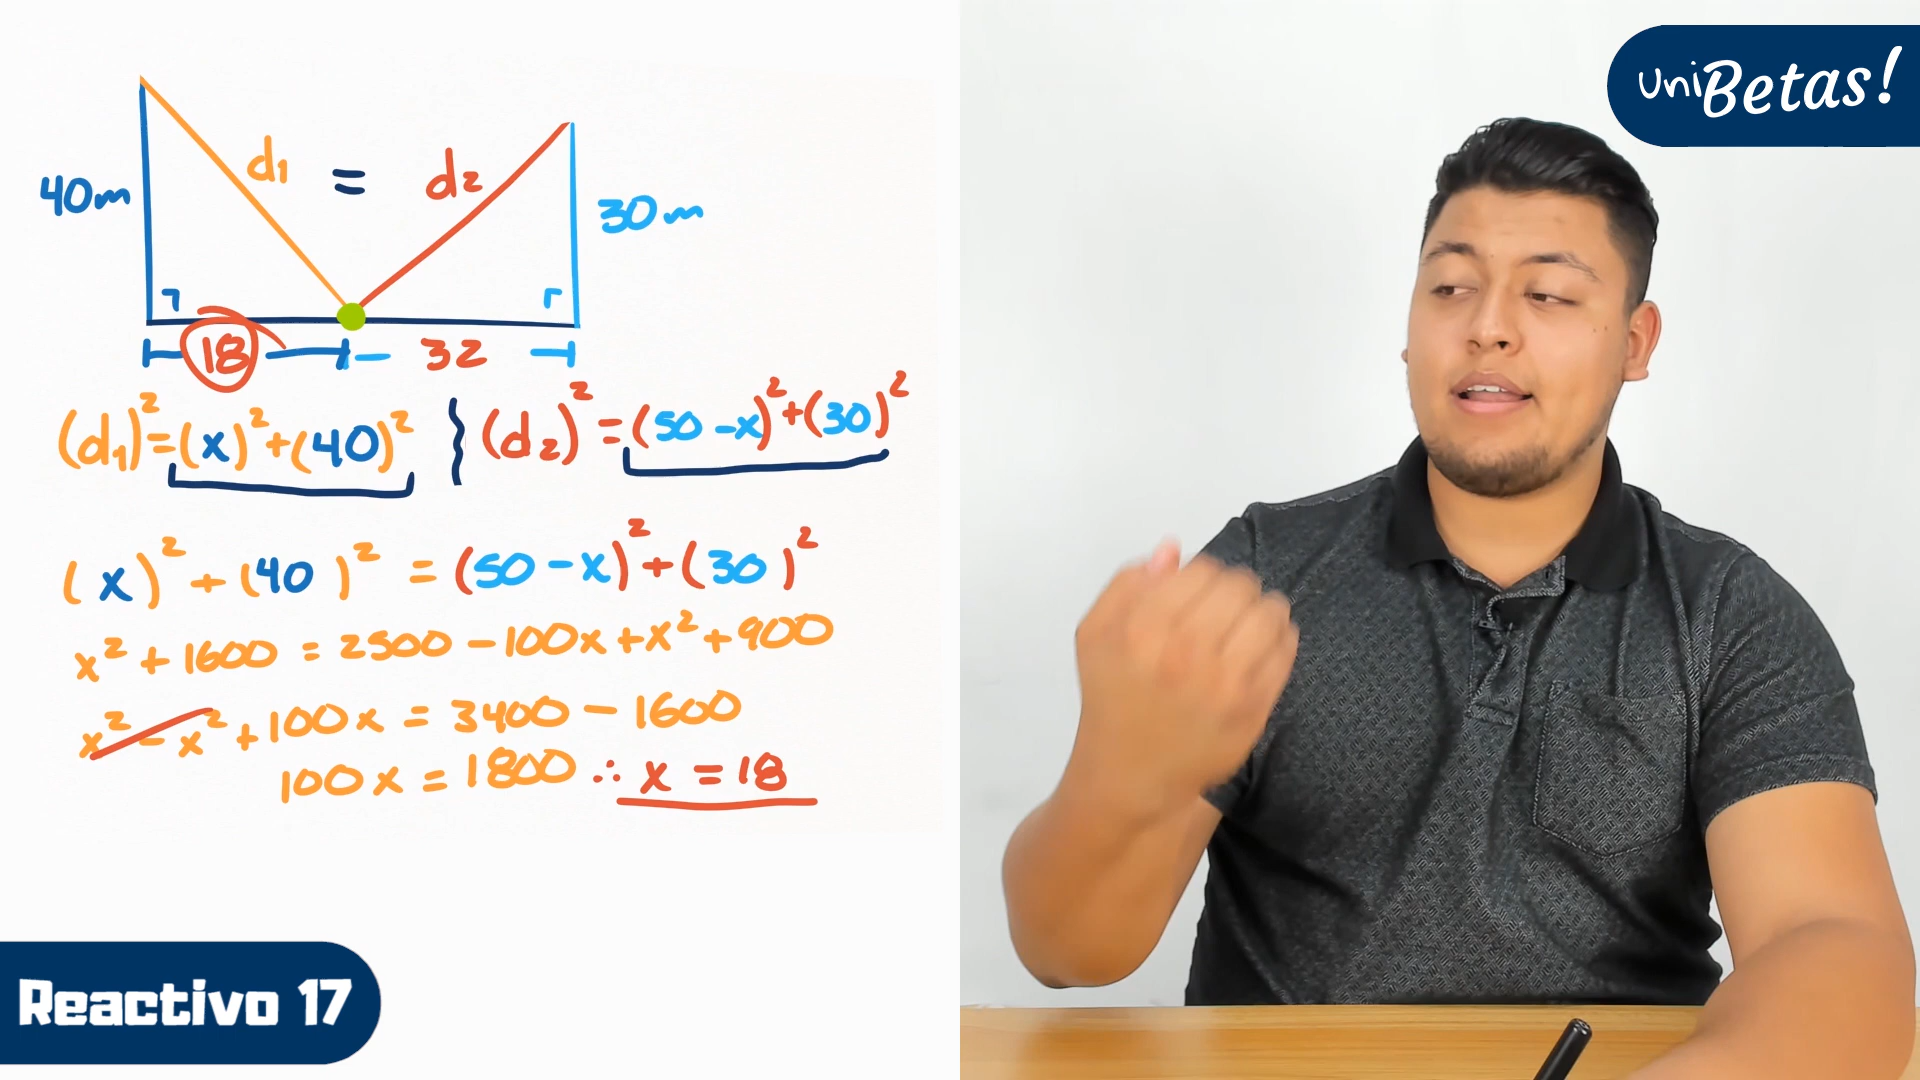 UniBetas!
d1 = d2
40m
30m
18
32
(d1)²=(x)²+(40)² (d2)²=(50-x)²+(30)²
(x)²+(40)²=(50-x)²+(30)²
x²+1600=2500-100x+x²+900
x²-x²+100x=3400-1600
100x=1800∴x=18
Reactivo 17